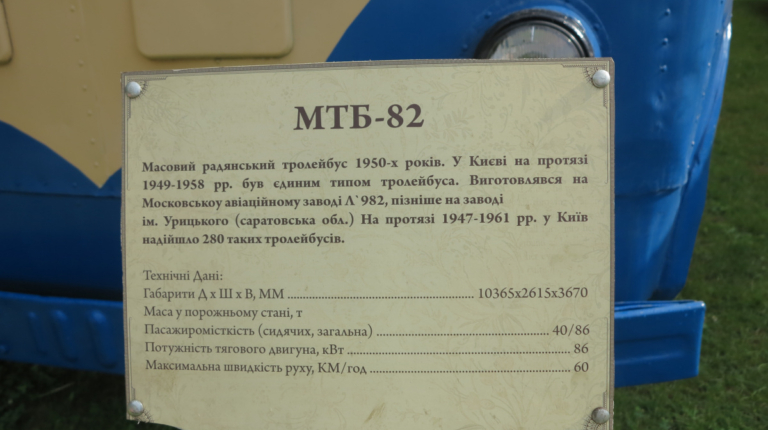 МТБ-82
Масовий радянський тролейбус 1950-х років. У Києві на протязі
1949-1958 рр. був єдиним типом тролейбуса. Виготовлявся на
Московськоу авіаційному заводі Л`982, пізніше на заводі
ім. Урицького (саратовська обл.) На протязі 1947-1961 рр. у Київ
надійшло 280 таких тролейбусів.
Технічні Дані:
Габарити Д х Ш х В, ММ ........................................................ 10365х2615х3670
Маса у порожньому стані, т
Пасажиромісткість (сидячих, загальна) .................................................... 40/86
Потужність тягового двигуна, кВт .................................................................. 86
Максимальна швидкість руху, КМ/год ............................................................ 60